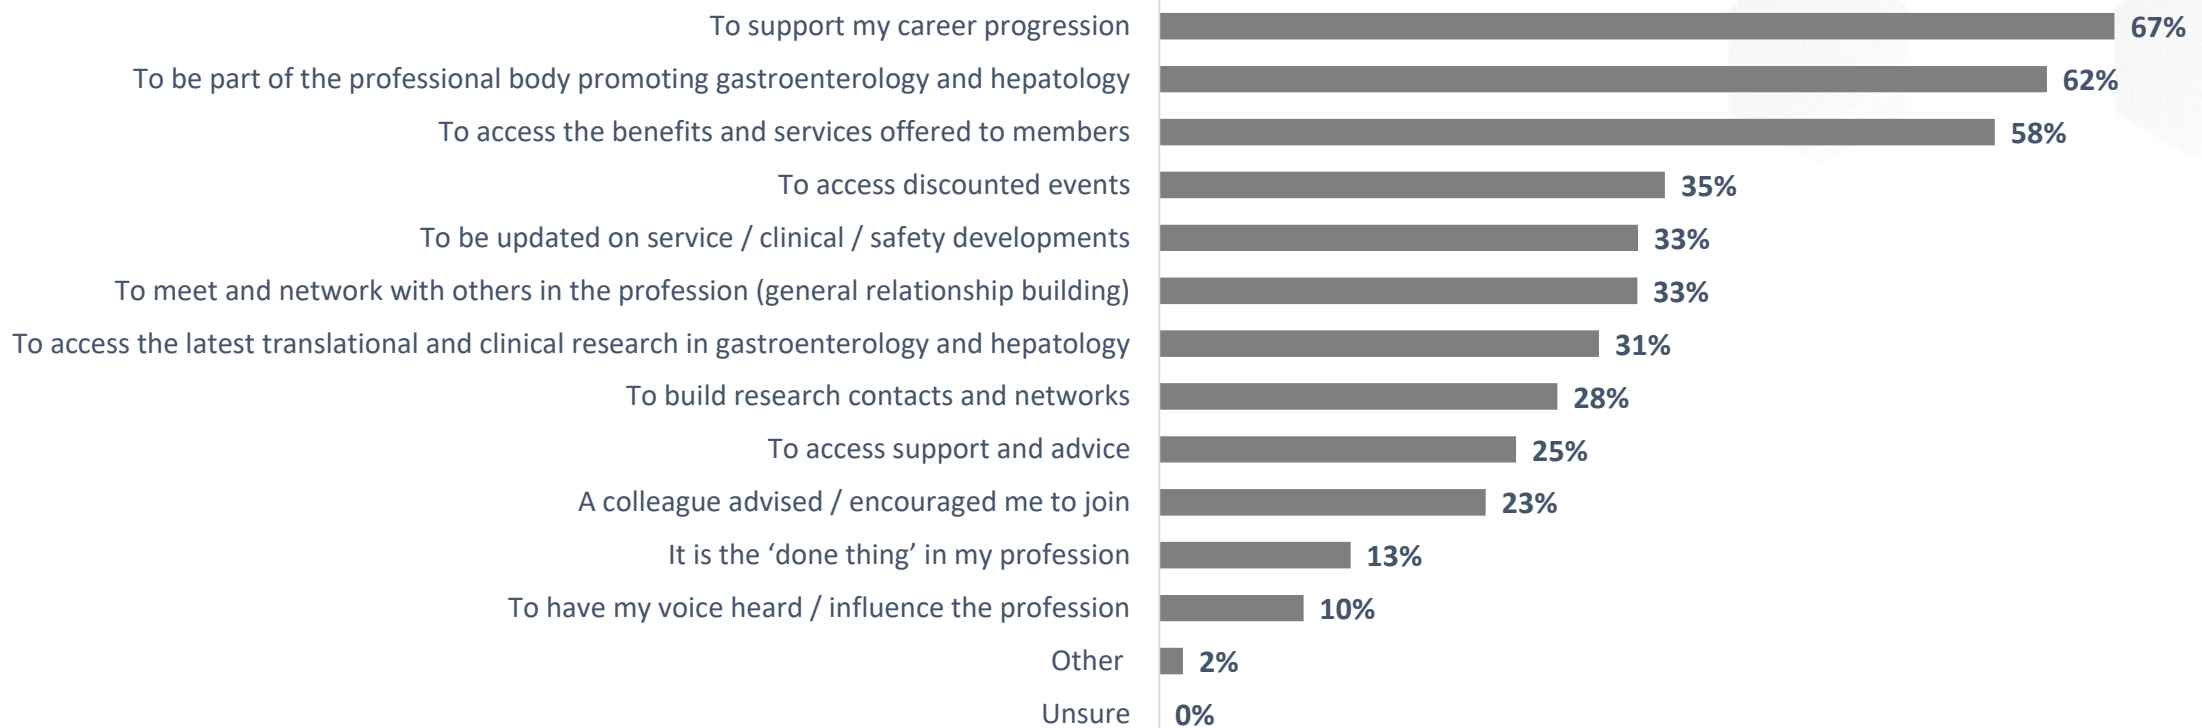 To support my career progression 67%
To be part of the professional body promoting gastroenterology and hepatology 62%
To access the benefits and services offered to members 58%
To access discounted events 35%
To be updated on service / clinical / safety developments 33%
To meet and network with others in the profession (general relationship building) 33%
To access the latest translational and clinical research in gastroenterology and hepatology 31%
To build research contacts and networks 28%
To access support and advice 25%
A colleague advised / encouraged me to join 23%
It is the ‘done thing’ in my profession 13%
To have my voice heard / influence the profession 10%
Other 2%
Unsure 0%